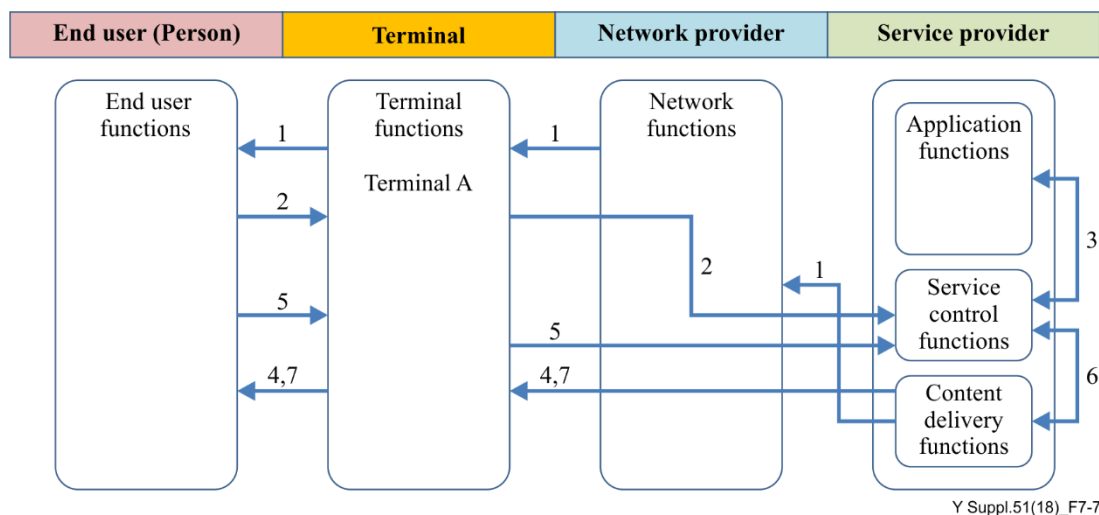 End user (Person)
Terminal
Network provider
Service provider
End user
functions
Terminal
functions
Terminal A
Network
functions
Application
functions
Service
control
functions
Content
delivery
functions
1
1
2
2
1
3
5
5
4,7
4,7
6
Y Suppl.51(18)_F7-7